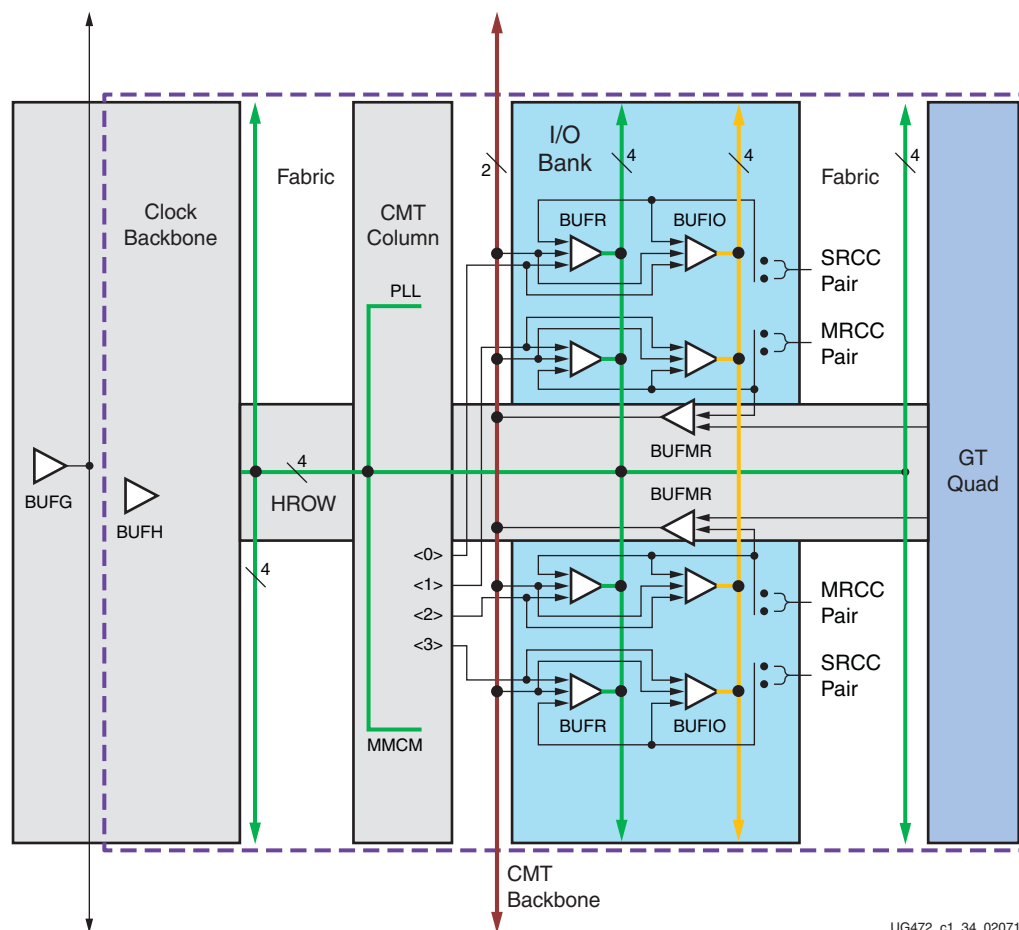 I/O
Bank
2
4
4
4
Fabric
Fabric
Clock
Backbone
CMT
Column
BUFR
BUFIO
SRCC
Pair
PLL
MRCC
Pair
BUFMR
BUFG
BUFH
4
HROW
BUFMR
GT
Quad
<0>
<1>
<2>
<3>
4
MRCC
Pair
SRCC
Pair
BUFR
BUFIO
MMCM
CMT
Backbone
UG472_c1_34_02071